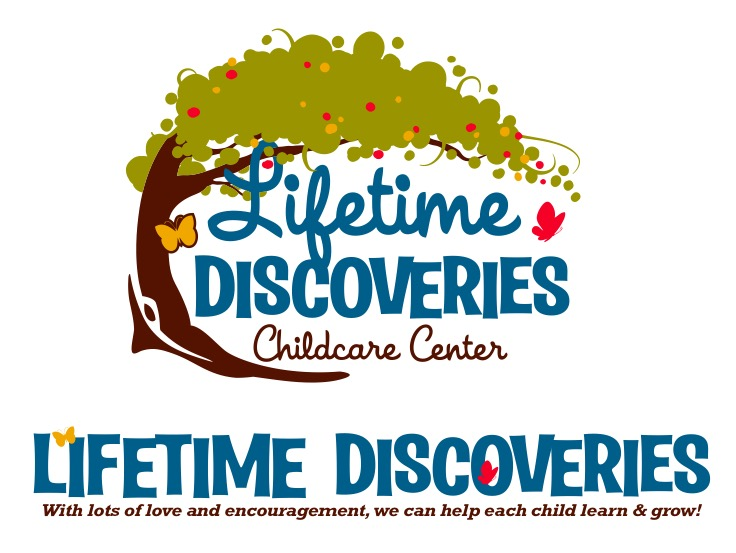 Lifetime
DISCOVERIES
Childcare Center
LIFETIME DISCOVERIES
With lots of love and encouragement, we can help each child learn & grow!